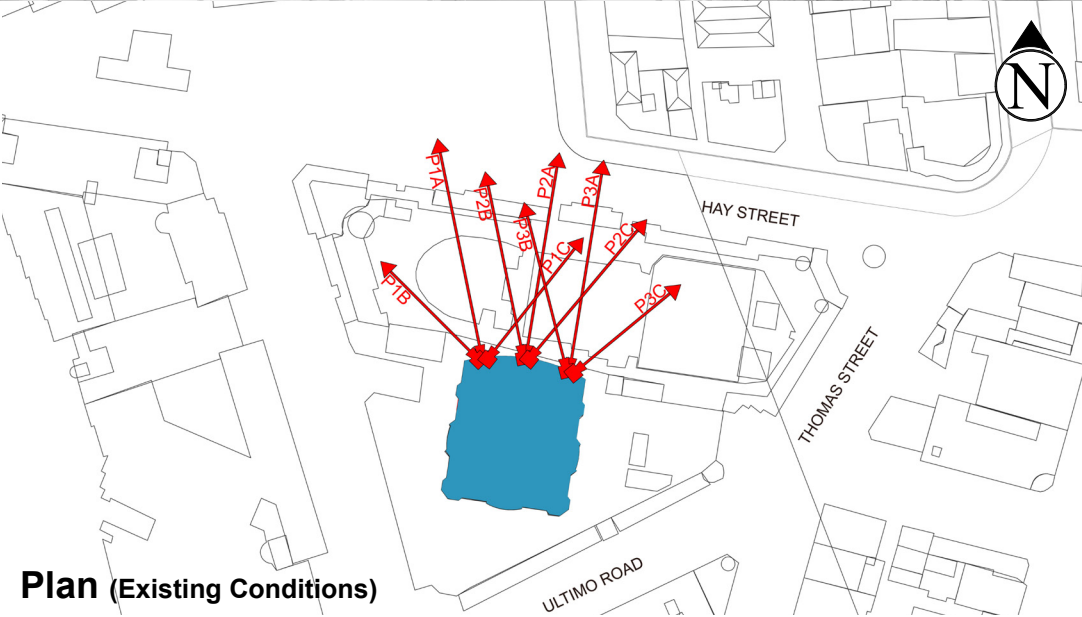 N
P1A
P2B
P2A
P3A
P3B
P1C
P2C
HAY STREET
P1B
P3C
THOMAS STREET
ULTIMO ROAD
Plan (Existing Conditions)